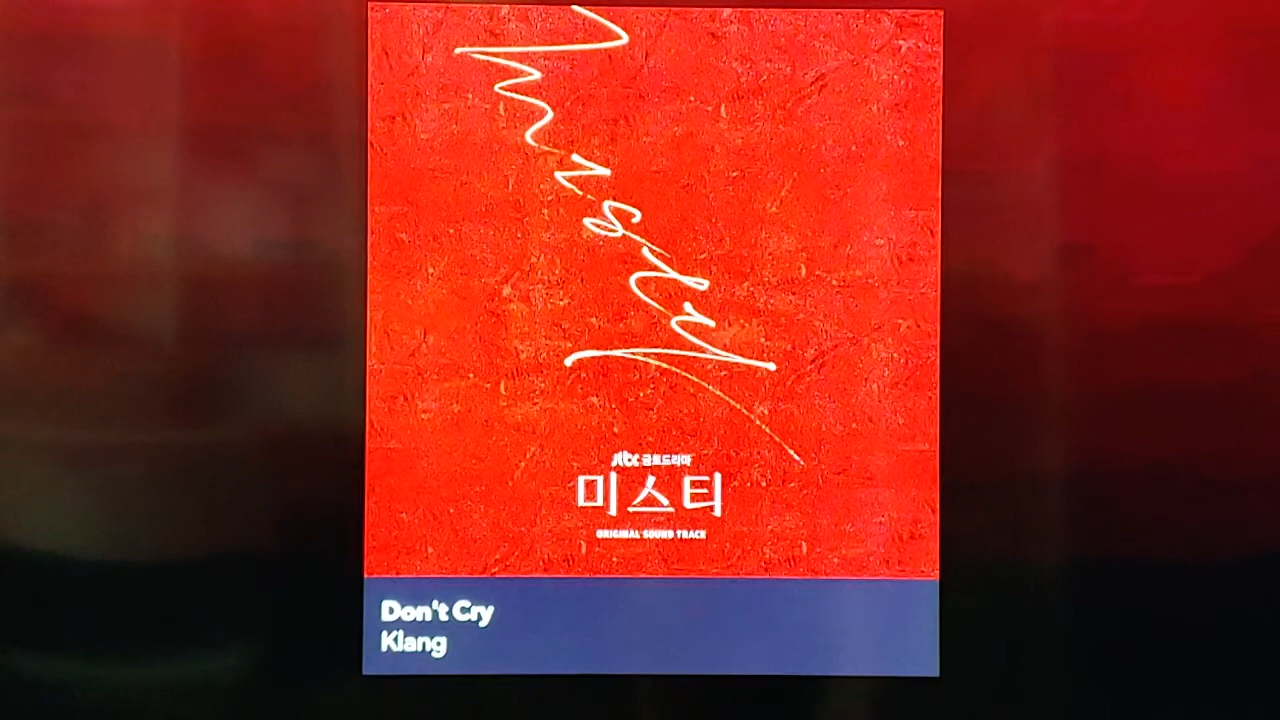 misty
jtbc 금토드라마
미스티
ORIGINAL SOUND TRACK
Don't Cry
Klang